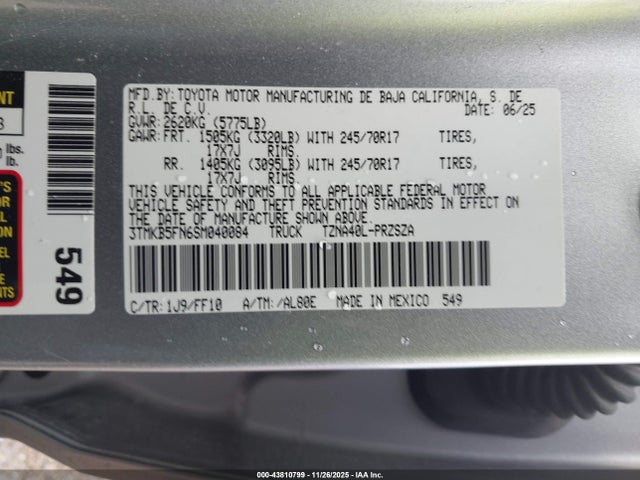 MFD.BY:TOYOTA MOTOR MANUFACTURING DE BAJA CALIFORNIA, S. DE
R.L. DE C.V. DATE: 06/25
GVWR: 2620KG (5775LB)
GAWR: FRT. 1505KG (3320LB) WITH 245/70R17 TIRES,
17X7J RIMS
RR. 1405KG (3095LB) WITH 245/70R17 TIRES,
17X7J RIMS
THIS VEHICLE CONFORMS TO ALL APPLICABLE FEDERAL MOTOR
VEHICLE SAFETY AND THEFT PREVENTION STANDARDS IN EFFECT ON THE
DATE OF MANUFACTURE SHOWN ABOVE.
3TMKB5FN6SM040084 TRUCK TZNA40L-PRZSZA
C/TR:1J9/FF10 A/TM:/AL80E MADE IN MEXICO 549
NT
lbs.
lb.
549
000-43810799 - 11/26/2025 - IAA Inc.